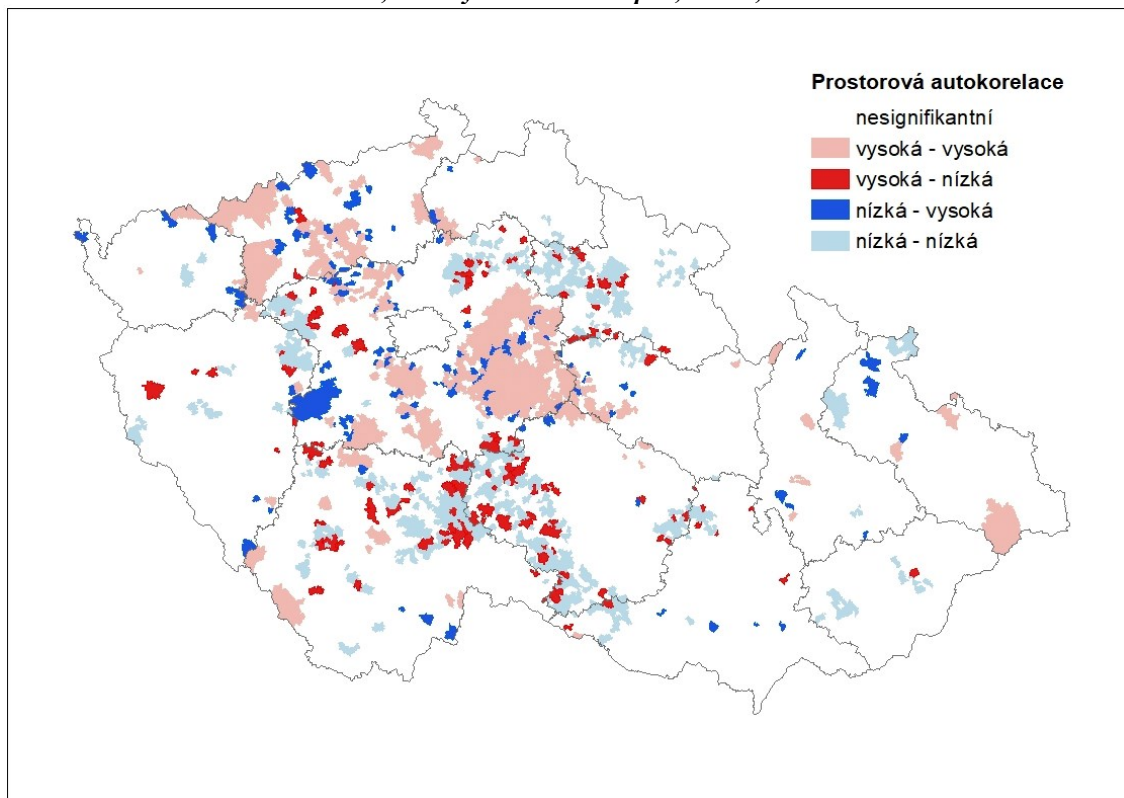 Prostorová autokorelace
nesignifikantní
vysoká - vysoká
vysoká - nízká
nízká - vysoká
nízká - nízká